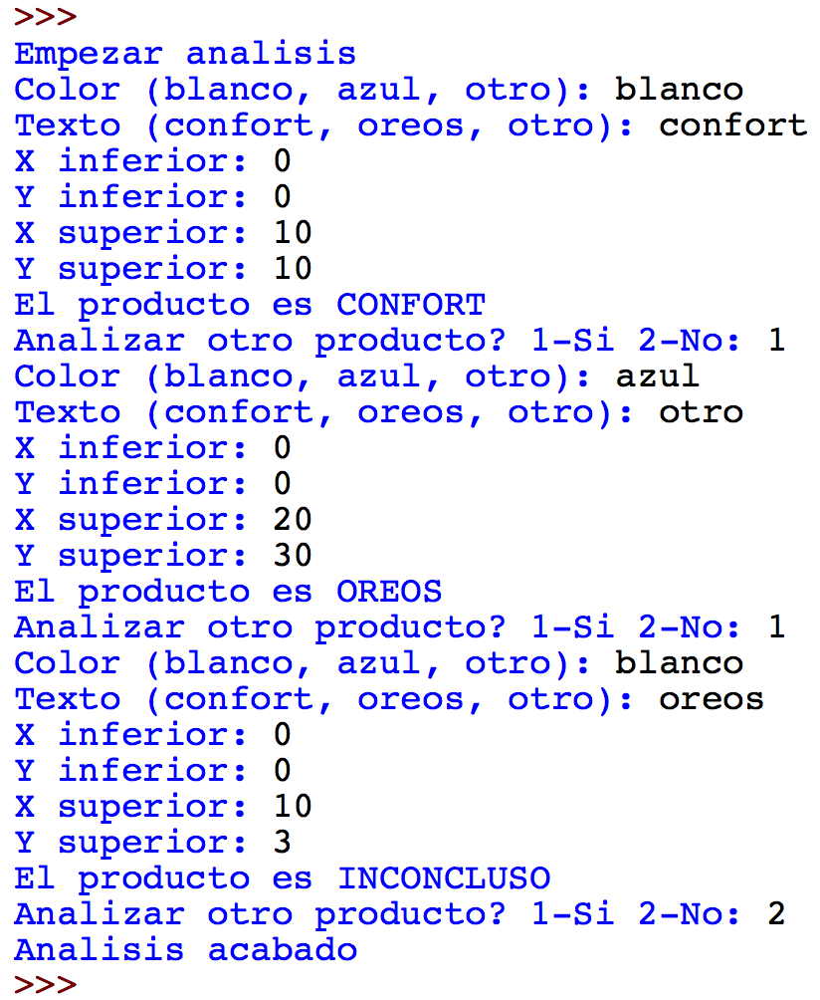 >>>
Empezar analisis
Color (blanco, azul, otro): blanco
Texto (confort, oreos, otro): confort
X inferior: 0
Y inferior: 0
X superior: 10
Y superior: 10
El producto es CONFORT
Analizar otro producto? 1-Si 2-No: 1
Color (blanco, azul, otro): azul
Texto (confort, oreos, otro): otro
X inferior: 0
Y inferior: 0
X superior: 20
Y superior: 30
El producto es OREOS
Analizar otro producto? 1-Si 2-No: 1
Color (blanco, azul, otro): blanco
Texto (confort, oreos, otro): oreos
X inferior: 0
Y inferior: 0
X superior: 10
Y superior: 3
El producto es INCONCLUSO
Analizar otro producto? 1-Si 2-No: 2
Analisis acabado
>>>